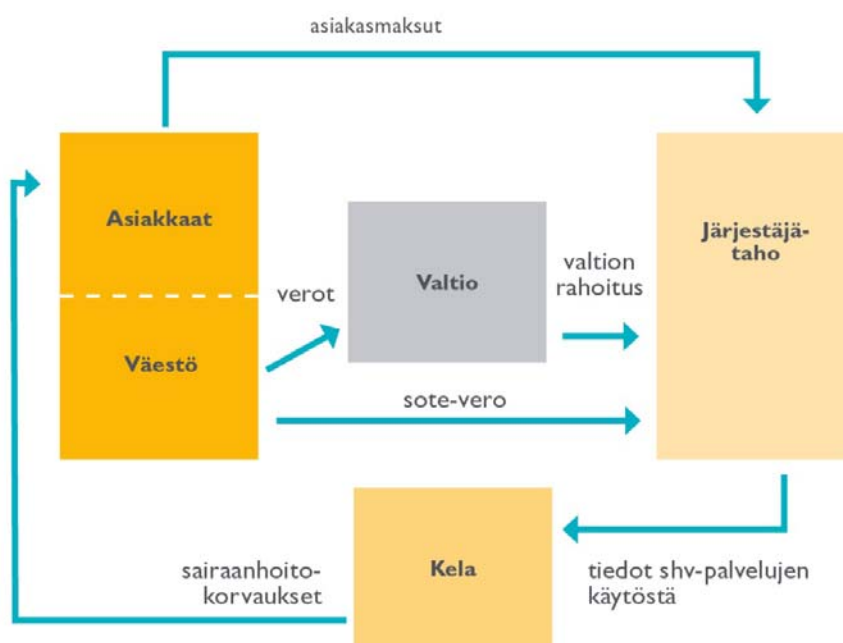 asiakasmaksut
Asiakkaat
Väestö
verot
Valtio
valtion
rahoitus
Järjestäjä-
taho
sote-vero
sairaanhoito-
korvaukset
Kela
tiedot shv-palvelujen
käytöstä